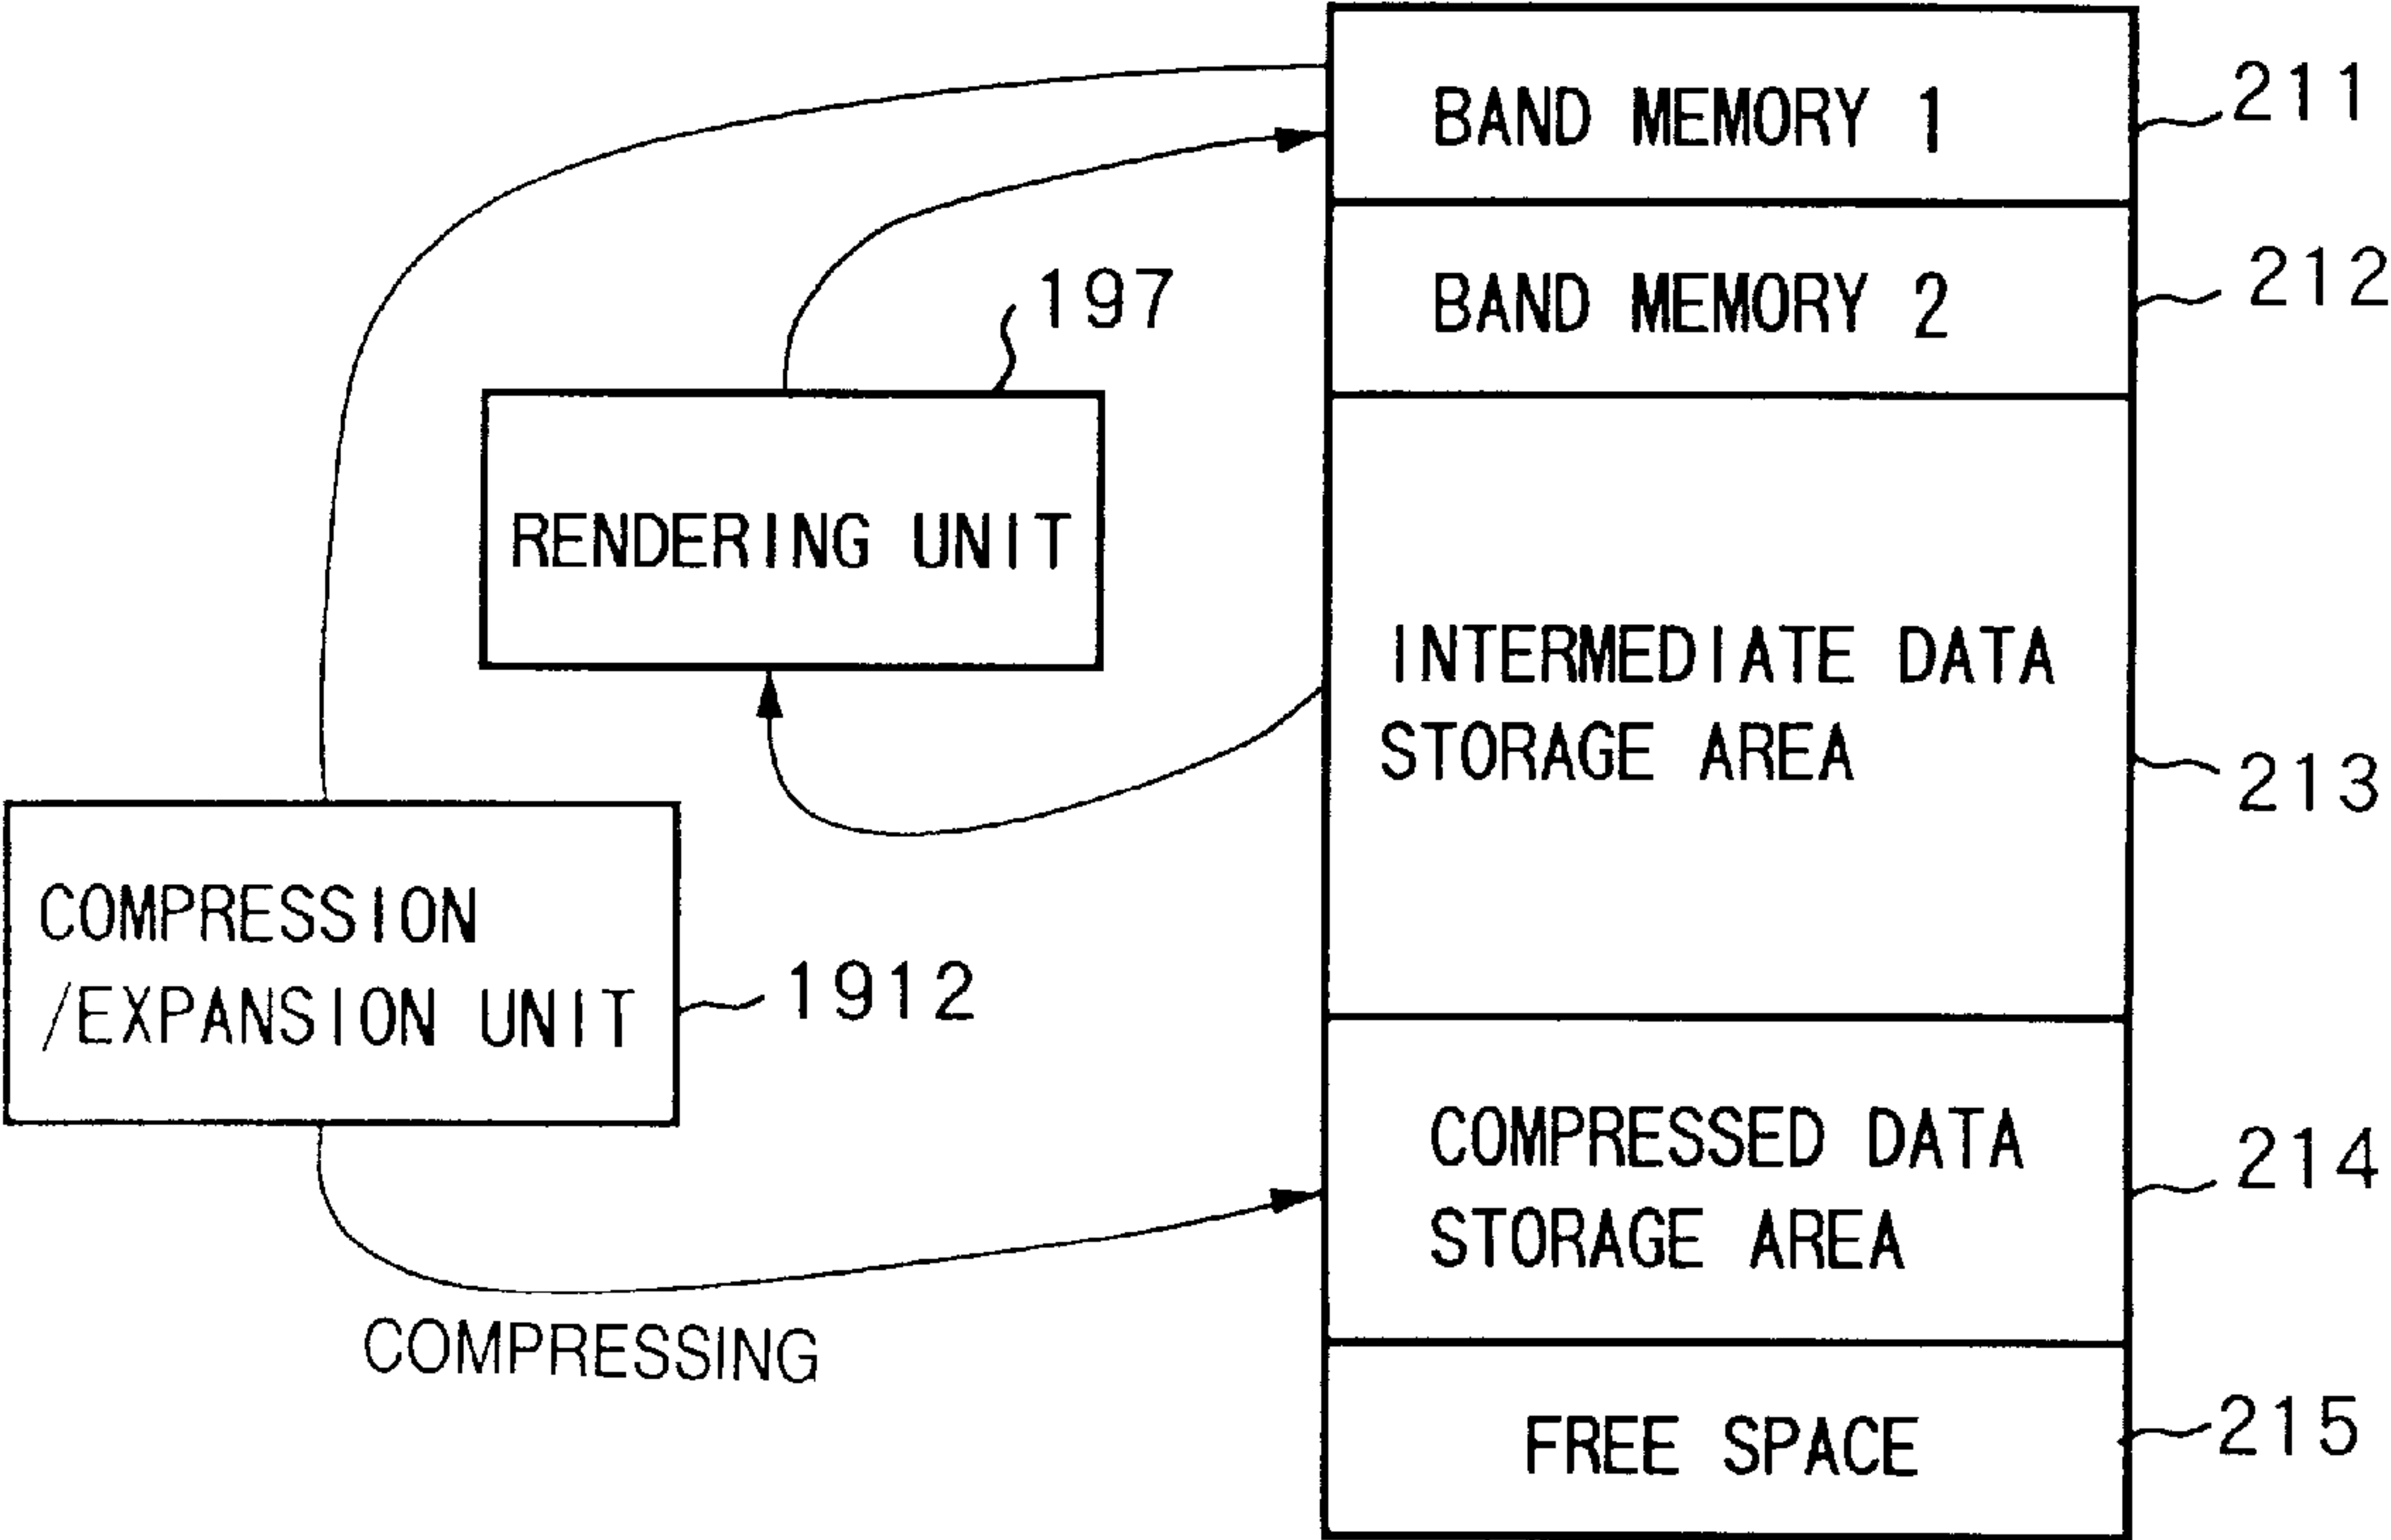 BAND MEMORY 1
211
BAND MEMORY 2
212
197
RENDERING UNIT
INTERMEDIATE DATA
STORAGE AREA
213
COMPRESSION
/EXPANSION UNIT
1912
COMPRESSED DATA
STORAGE AREA
214
COMPRESSING
FREE SPACE
215